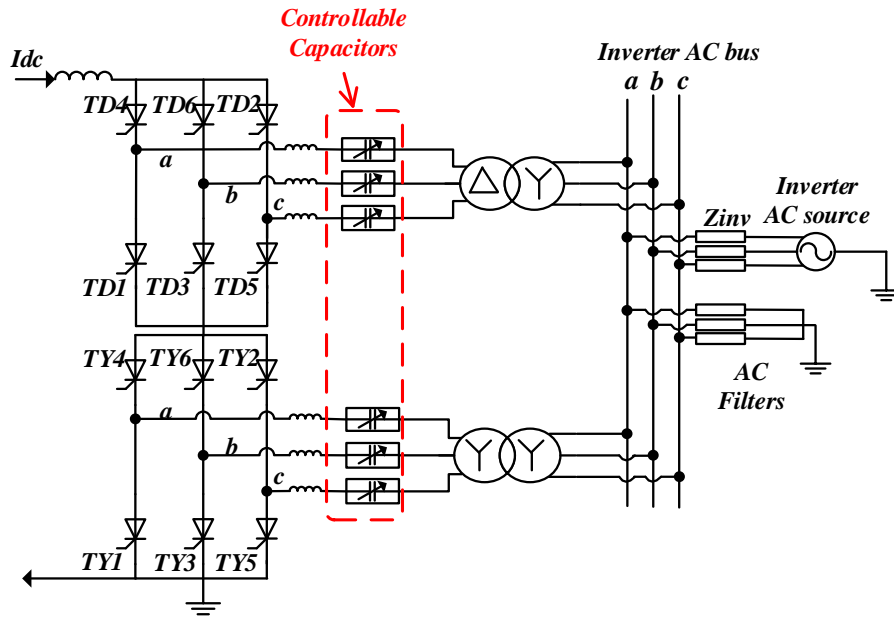 Controllable
Capacitors
Idc
Inverter AC bus
a b c
TD4 TD6 TD2
a
b
c
Inverter
AC source
Zinv
TD1 TD3 TD5
TY4 TY6 TY2
AC
Filters
a
b
c
TY1 TY3 TY5